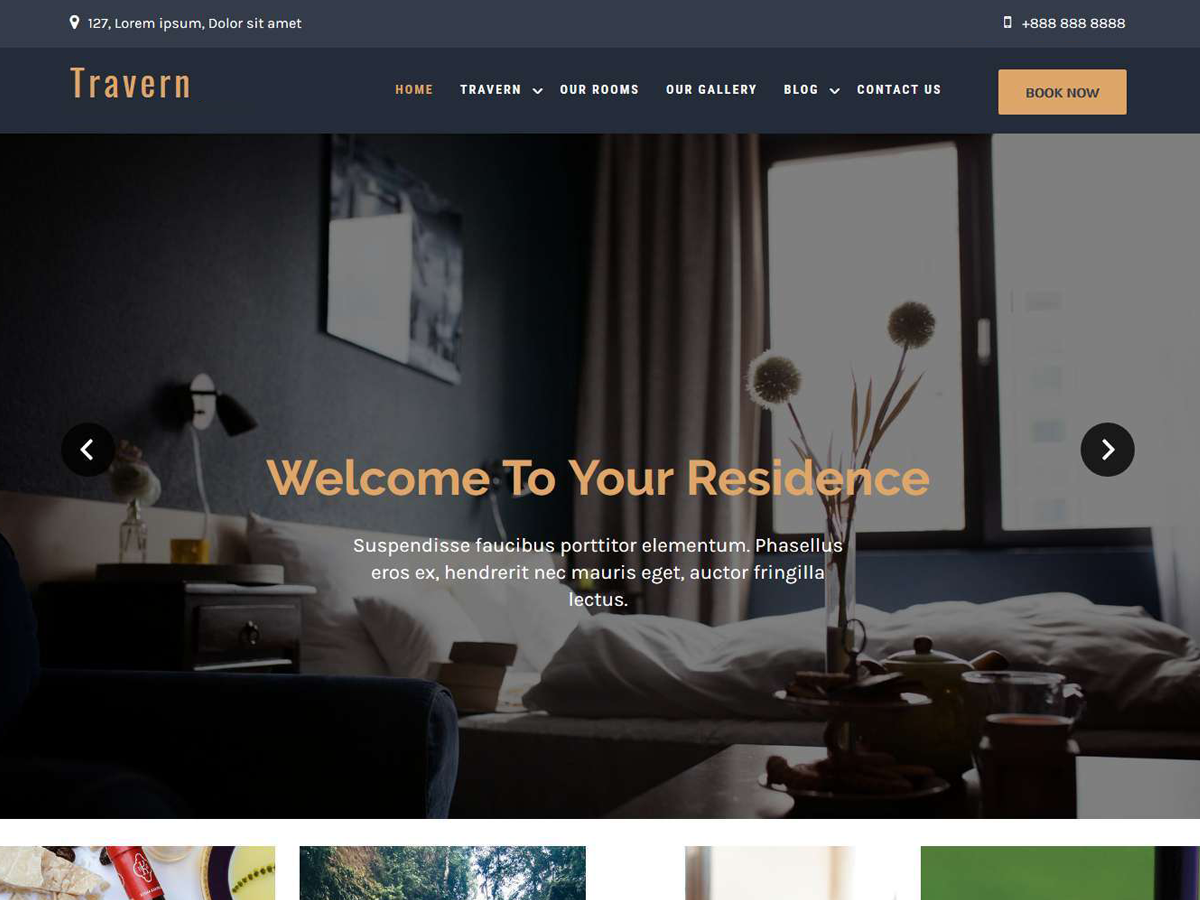 127, Lorem ipsum, Dolor sit amet
+888 888 8888
Travern
HOME TRAVERN OUR ROOMS OUR GALLERY BLOG CONTACT US
BOOK NOW
Welcome To Your Residence
Suspendisse faucibus porttitor elementum. Phasellus
eros ex, hendrerit nec mauris eget, auctor fringilla
lectus.